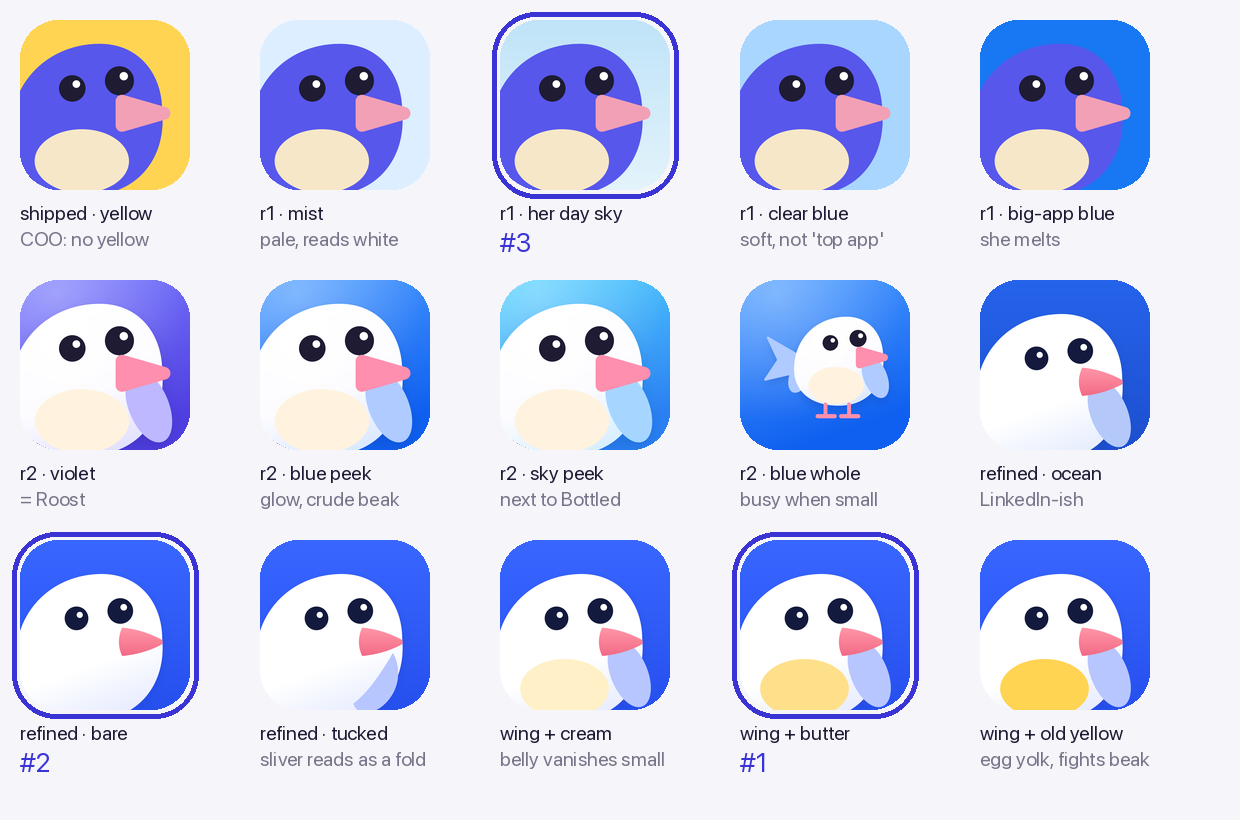 shipped · yellow
COO: no yellow
r1 · mist
pale, reads white
r1 · her day sky
#3
r1 · clear blue
soft, not 'top app'
r1 · big-app blue
she melts
r2 · violet
= Roost
r2 · blue peek
glow, crude beak
r2 · sky peek
next to Bottled
r2 · blue whole
busy when small
refined · ocean
LinkedIn-ish
refined · bare
#2
refined · tucked
sliver reads as a fold
wing + cream
belly vanishes small
wing + butter
#1
wing + old yellow
egg yolk, fights beak